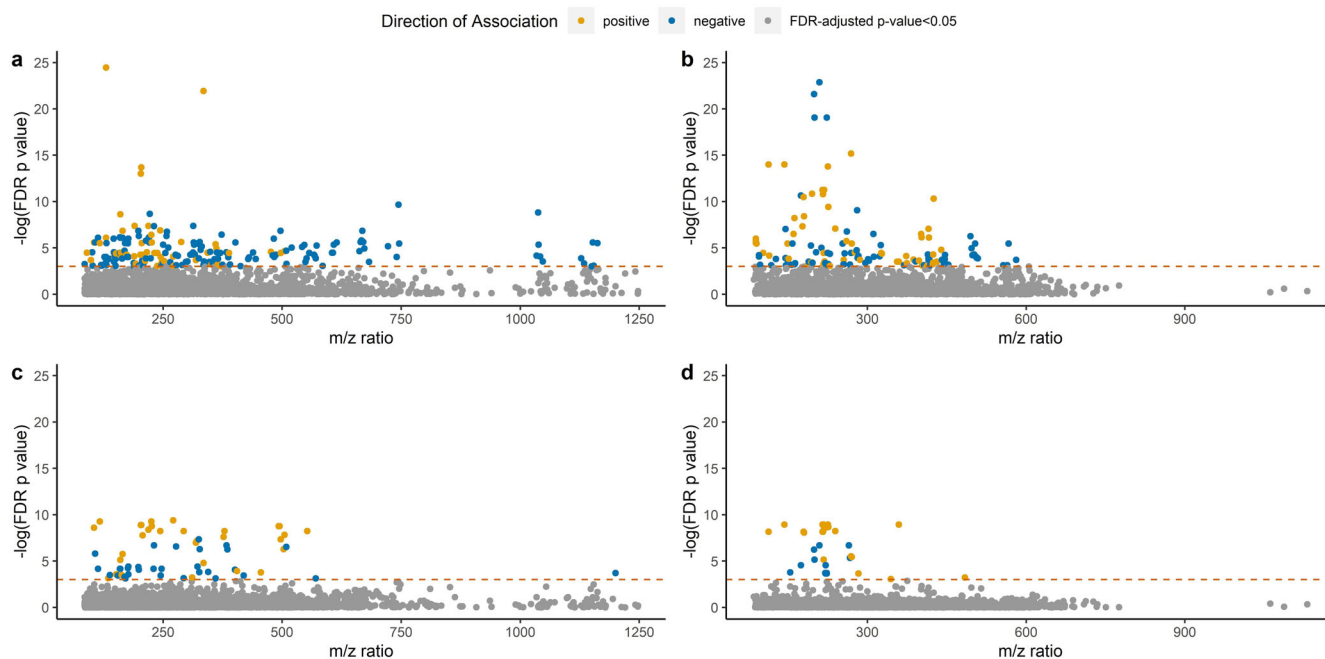 Direction of Association positive negative FDR-adjusted p-value<0.05
a
25
20
15
10
5
0
-log(FDR p value)
250 500 750 1000 1250
m/z ratio
b
25
20
15
10
5
0
-log(FDR p value)
300 600 900
m/z ratio
c
25
20
15
10
5
0
-log(FDR p value)
250 500 750 1000 1250
m/z ratio
d
25
20
15
10
5
0
-log(FDR p value)
300 600 900
m/z ratio